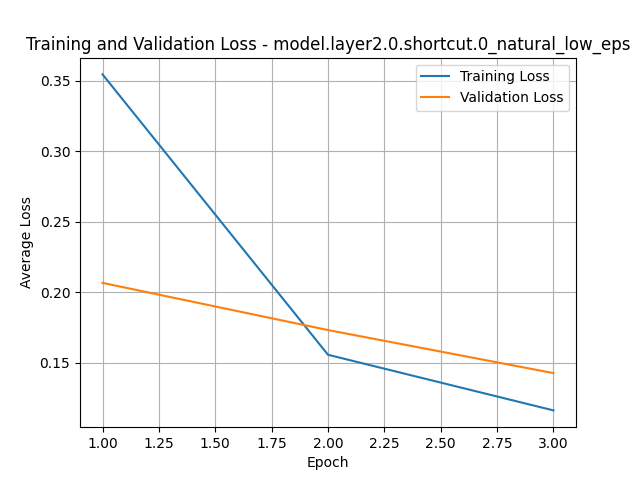 Training and Validation Loss - model.layer2.0.shortcut.0_natural_low_eps
Training Loss
Validation Loss
Average Loss
0.35
0.30
0.25
0.20
0.15
1.00 1.25 1.50 1.75 2.00 2.25 2.50 2.75 3.00
Epoch